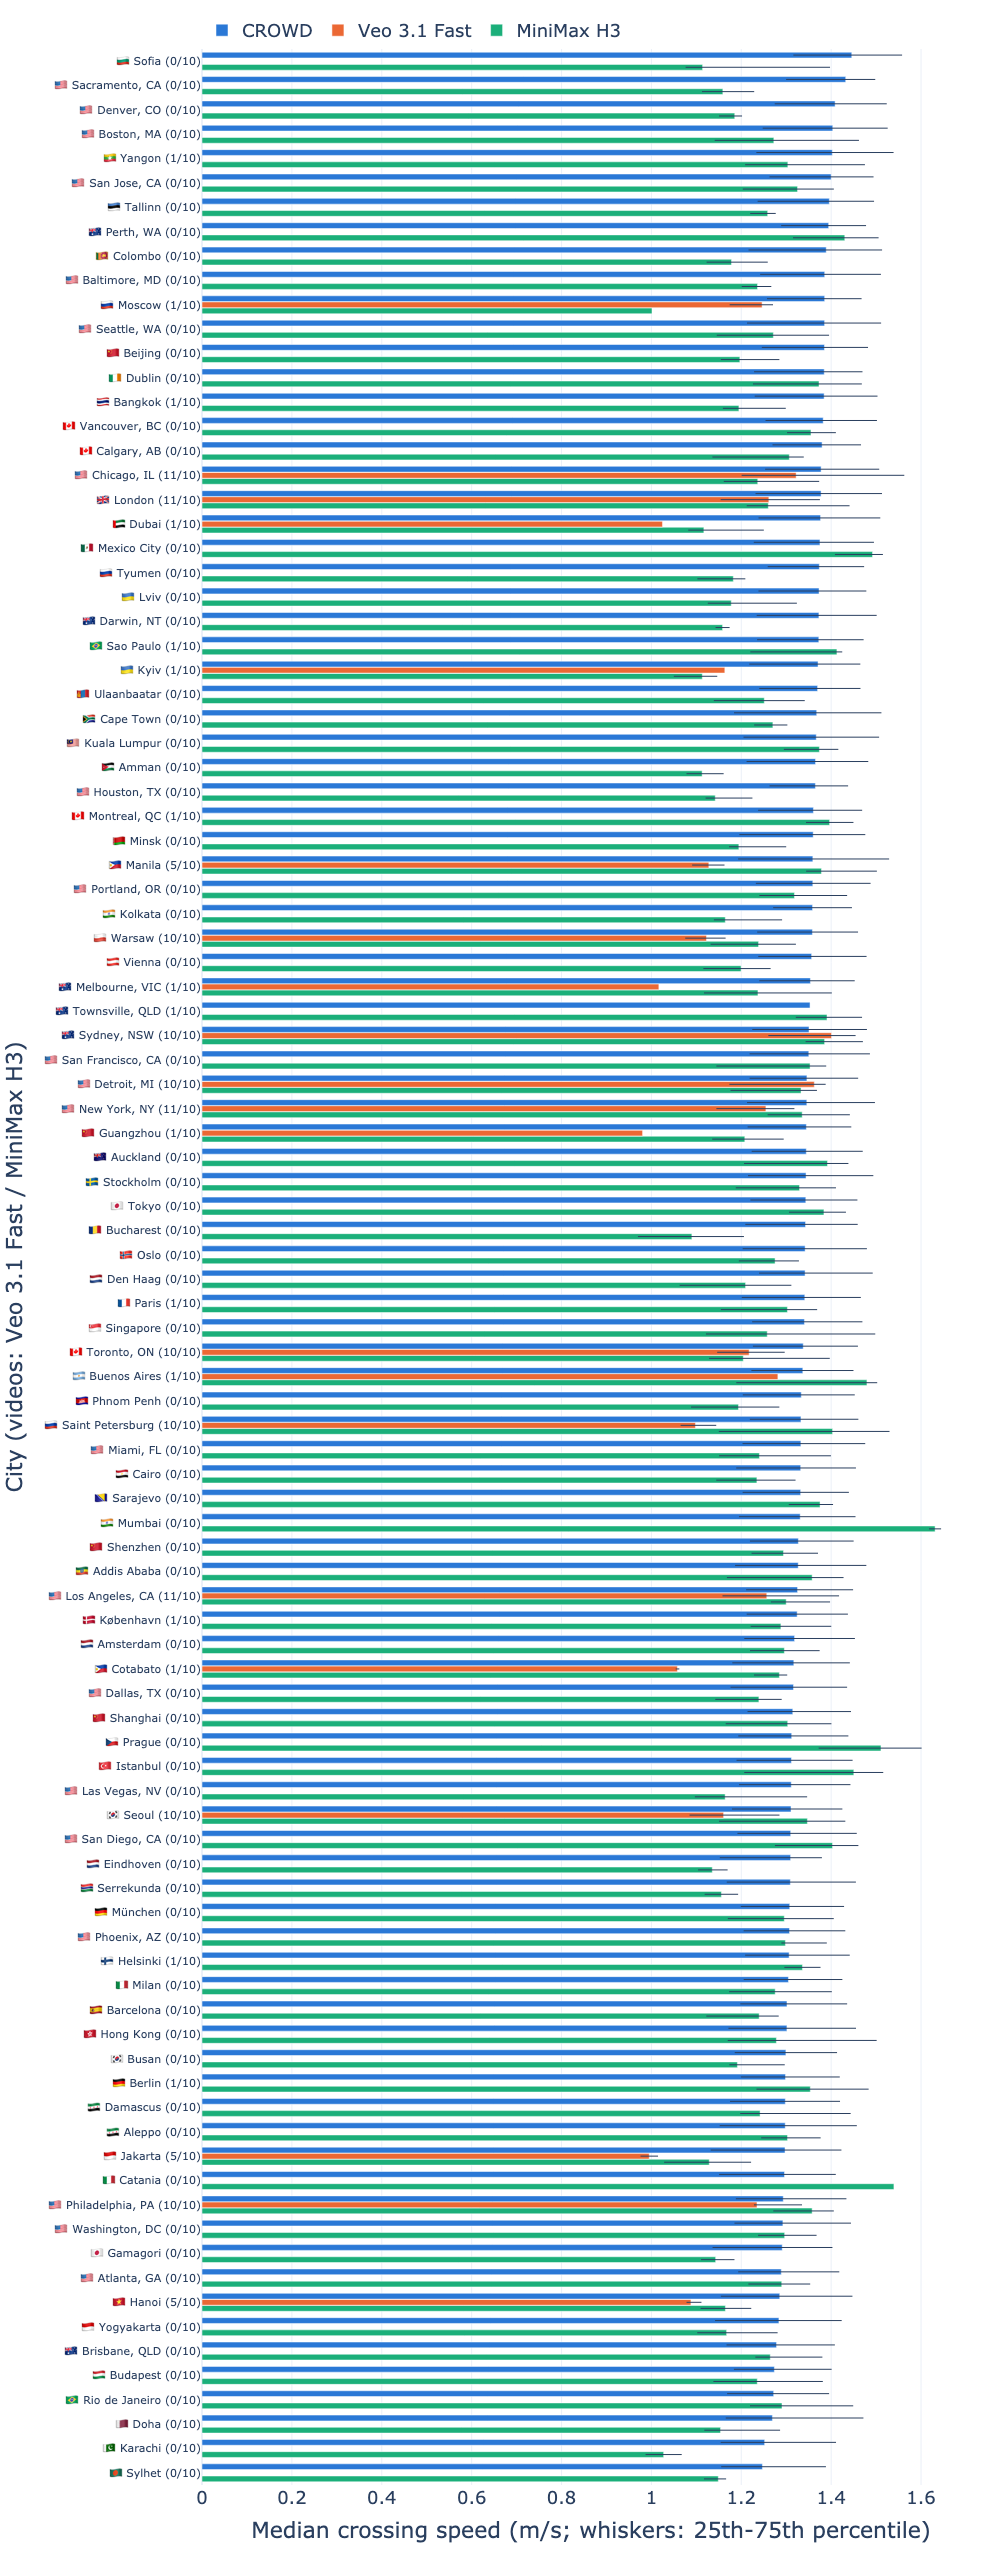 CROWD Veo 3.1 Fast MiniMax H3
Sofia (0/10)
Sacramento, CA (0/10)
Denver, CO (0/10)
Boston, MA (0/10)
Yangon (1/10)
San Jose, CA (0/10)
Tallinn (0/10)
Perth, WA (0/10)
Colombo (0/10)
Baltimore, MD (0/10)
Moscow (1/10)
Seattle, WA (0/10)
Beijing (0/10)
Dublin (0/10)
Bangkok (1/10)
Vancouver, BC (0/10)
Calgary, AB (0/10)
Chicago, IL (11/10)
London (11/10)
Dubai (1/10)
Mexico City (0/10)
Tyumen (0/10)
Lviv (0/10)
Darwin, NT (0/10)
Sao Paulo (1/10)
Kyiv (1/10)
Ulaanbaatar (0/10)
Cape Town (0/10)
Kuala Lumpur (0/10)
Amman (0/10)
Houston, TX (0/10)
Montreal, QC (1/10)
Minsk (0/10)
Manila (5/10)
Portland, OR (0/10)
Kolkata (0/10)
Warsaw (10/10)
Vienna (0/10)
Melbourne, VIC (1/10)
Townsville, QLD (1/10)
Sydney, NSW (10/10)
San Francisco, CA (0/10)
Detroit, MI (10/10)
New York, NY (11/10)
Guangzhou (1/10)
Auckland (0/10)
Stockholm (0/10)
Tokyo (0/10)
Bucharest (0/10)
Oslo (0/10)
Den Haag (0/10)
Paris (1/10)
Singapore (0/10)
Toronto, ON (10/10)
Buenos Aires (1/10)
Phnom Penh (0/10)
Saint Petersburg (10/10)
Miami, FL (0/10)
Cairo (0/10)
Sarajevo (0/10)
Mumbai (0/10)
Shenzhen (0/10)
Addis Ababa (0/10)
Los Angeles, CA (11/10)
København (1/10)
Amsterdam (0/10)
Cotabato (1/10)
Dallas, TX (0/10)
Shanghai (0/10)
Prague (0/10)
Istanbul (0/10)
Las Vegas, NV (0/10)
Seoul (10/10)
San Diego, CA (0/10)
Eindhoven (0/10)
Serrekunda (0/10)
München (0/10)
Phoenix, AZ (0/10)
Helsinki (1/10)
Milan (0/10)
Barcelona (0/10)
Hong Kong (0/10)
Busan (0/10)
Berlin (1/10)
Damascus (0/10)
Aleppo (0/10)
Jakarta (5/10)
Catania (0/10)
Philadelphia, PA (10/10)
Washington, DC (0/10)
Gamagori (0/10)
Atlanta, GA (0/10)
Hanoi (5/10)
Yogyakarta (0/10)
Brisbane, QLD (0/10)
Budapest (0/10)
Rio de Janeiro (0/10)
Doha (0/10)
Karachi (0/10)
Sylhet (0/10)
City (videos: Veo 3.1 Fast / MiniMax H3)
0 0.2 0.4 0.6 0.8 1 1.2 1.4 1.6
Median crossing speed (m/s; whiskers: 25th-75th percentile)